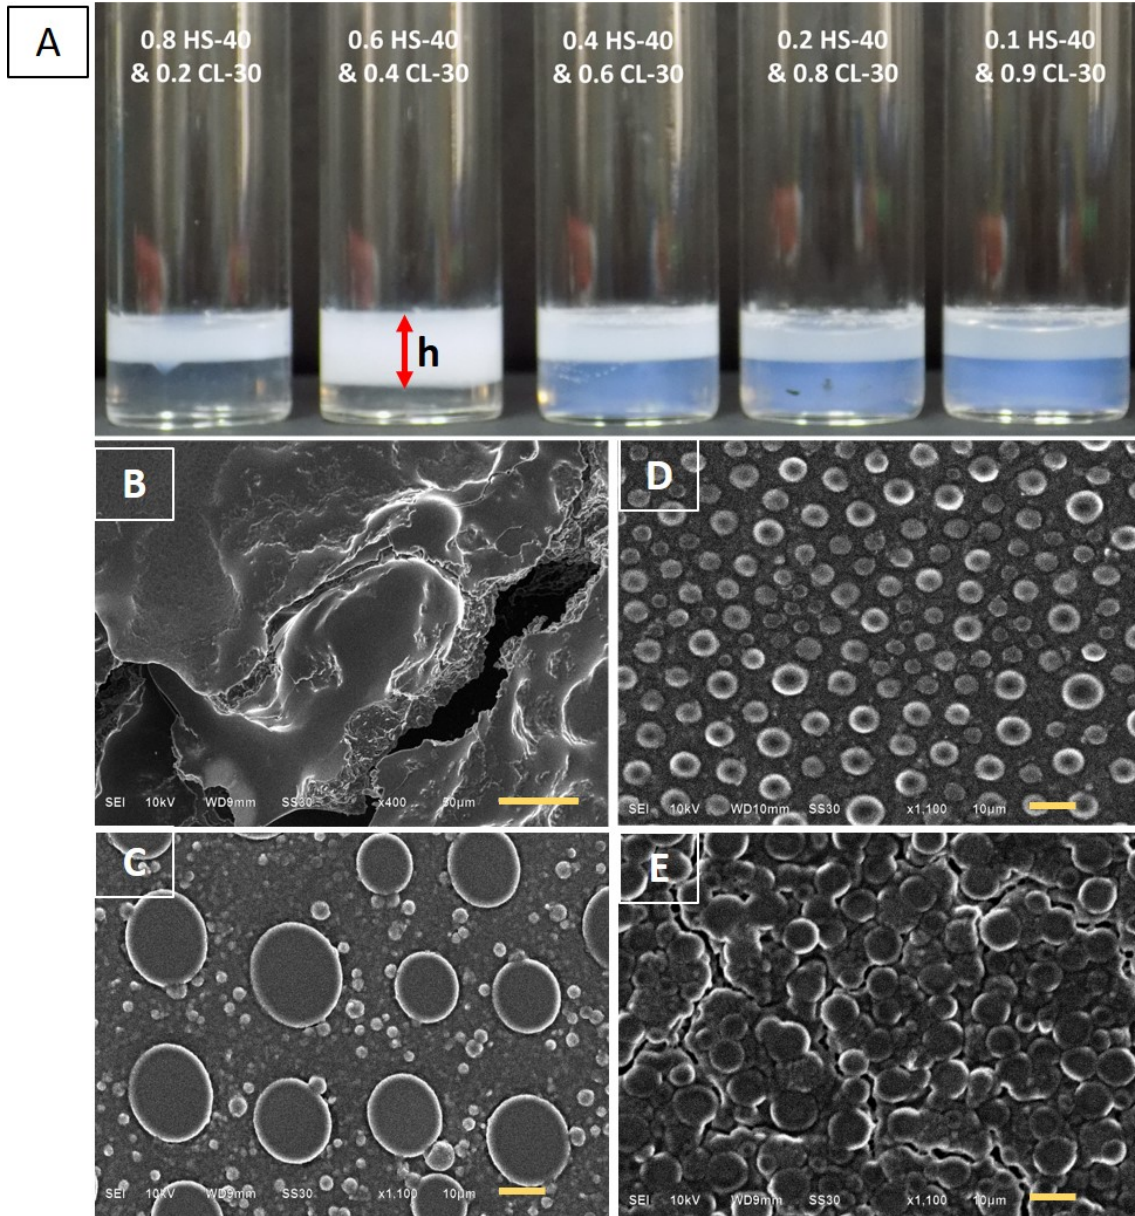 A
0.8 HS-40
& 0.2 CL-30
0.6 HS-40
& 0.4 CL-30
0.4 HS-40
& 0.6 CL-30
0.2 HS-40
& 0.8 CL-30
0.1 HS-40
& 0.9 CL-30
h
B
SEI 10kV WD9mm SS30 x400 50µm
D
SEI 10kV WD10mm SS30 x1,100 10µm
C
SEI 10kV WD9mm SS30 x1,100 10µm
E
SEI 10kV WD9mm SS30 x1,100 10µm